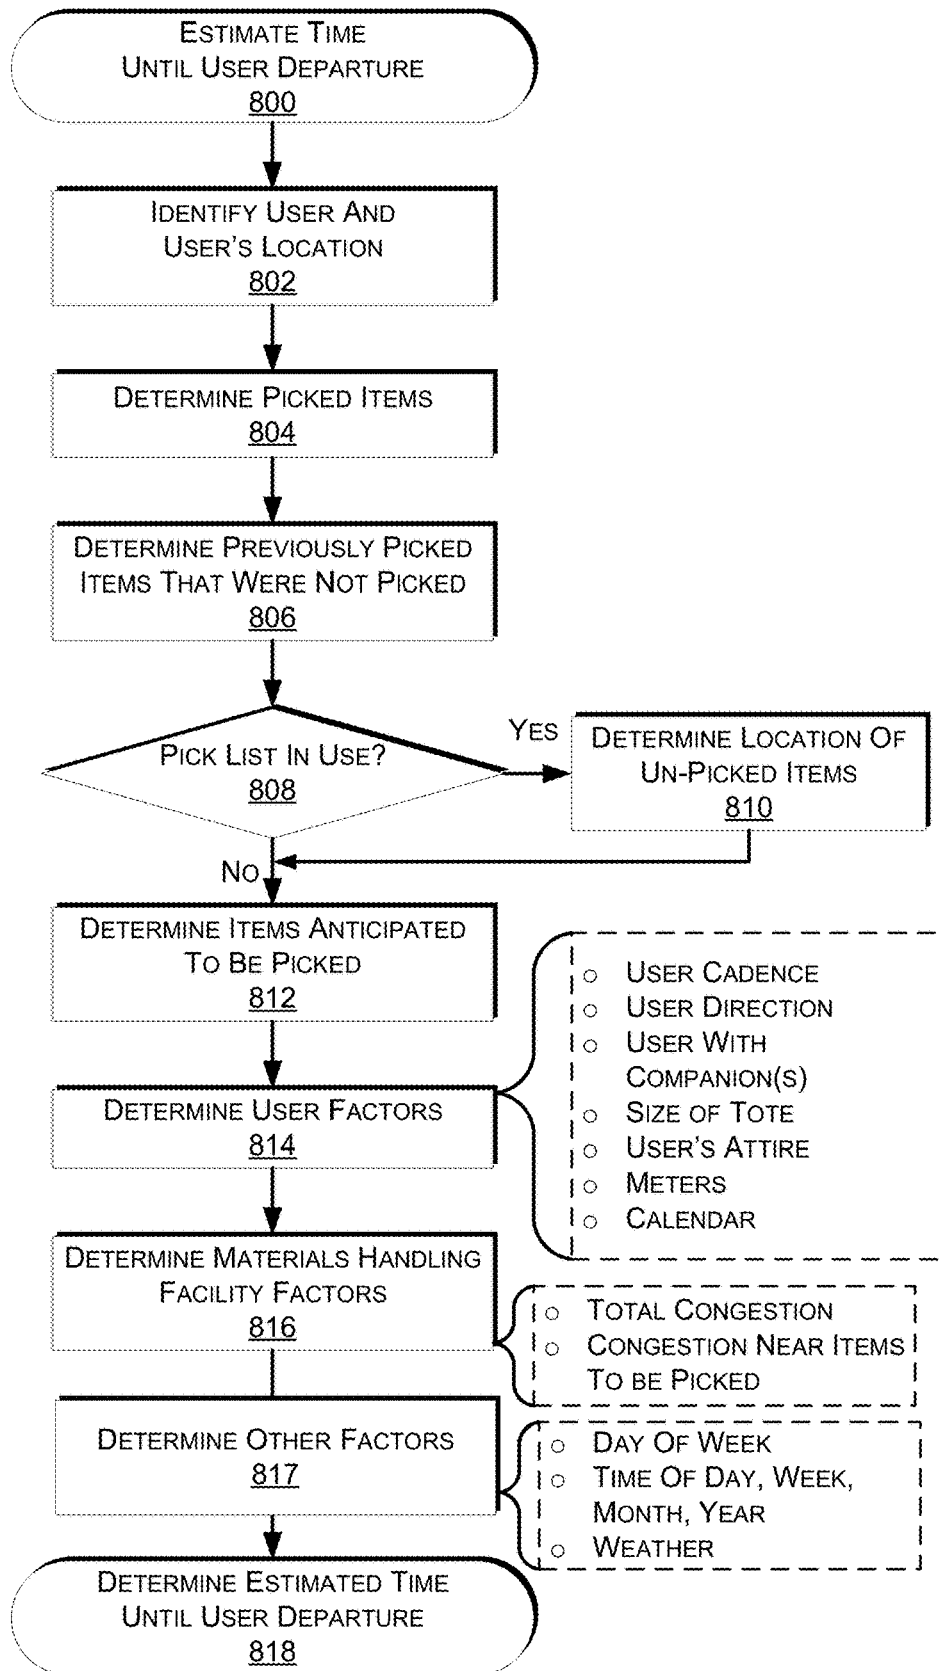 ESTIMATE TIME
UNTIL USER DEPARTURE
800
IDENTIFY USER AND
USER'S LOCATION
802
DETERMINE PICKED ITEMS
804
DETERMINE PREVIOUSLY PICKED
ITEMS THAT WERE NOT PICKED
806
PICK LIST IN USE?
808
YES
DETERMINE LOCATION OF
UN-PICKED ITEMS
810
NO
DETERMINE ITEMS ANTICIPATED
TO BE PICKED
812
DETERMINE USER FACTORS
814
○ USER CADENCE
○ USER DIRECTION
○ USER WITH
COMPANION(S)
○ SIZE OF TOTE
○ USER'S ATTIRE
○ METERS
○ CALENDAR
DETERMINE MATERIALS HANDLING
FACILITY FACTORS
816
○ TOTAL CONGESTION
○ CONGESTION NEAR ITEMS
TO BE PICKED
DETERMINE OTHER FACTORS
817
○ DAY OF WEEK
○ TIME OF DAY, WEEK,
MONTH, YEAR
○ WEATHER
DETERMINE ESTIMATED TIME
UNTIL USER DEPARTURE
818